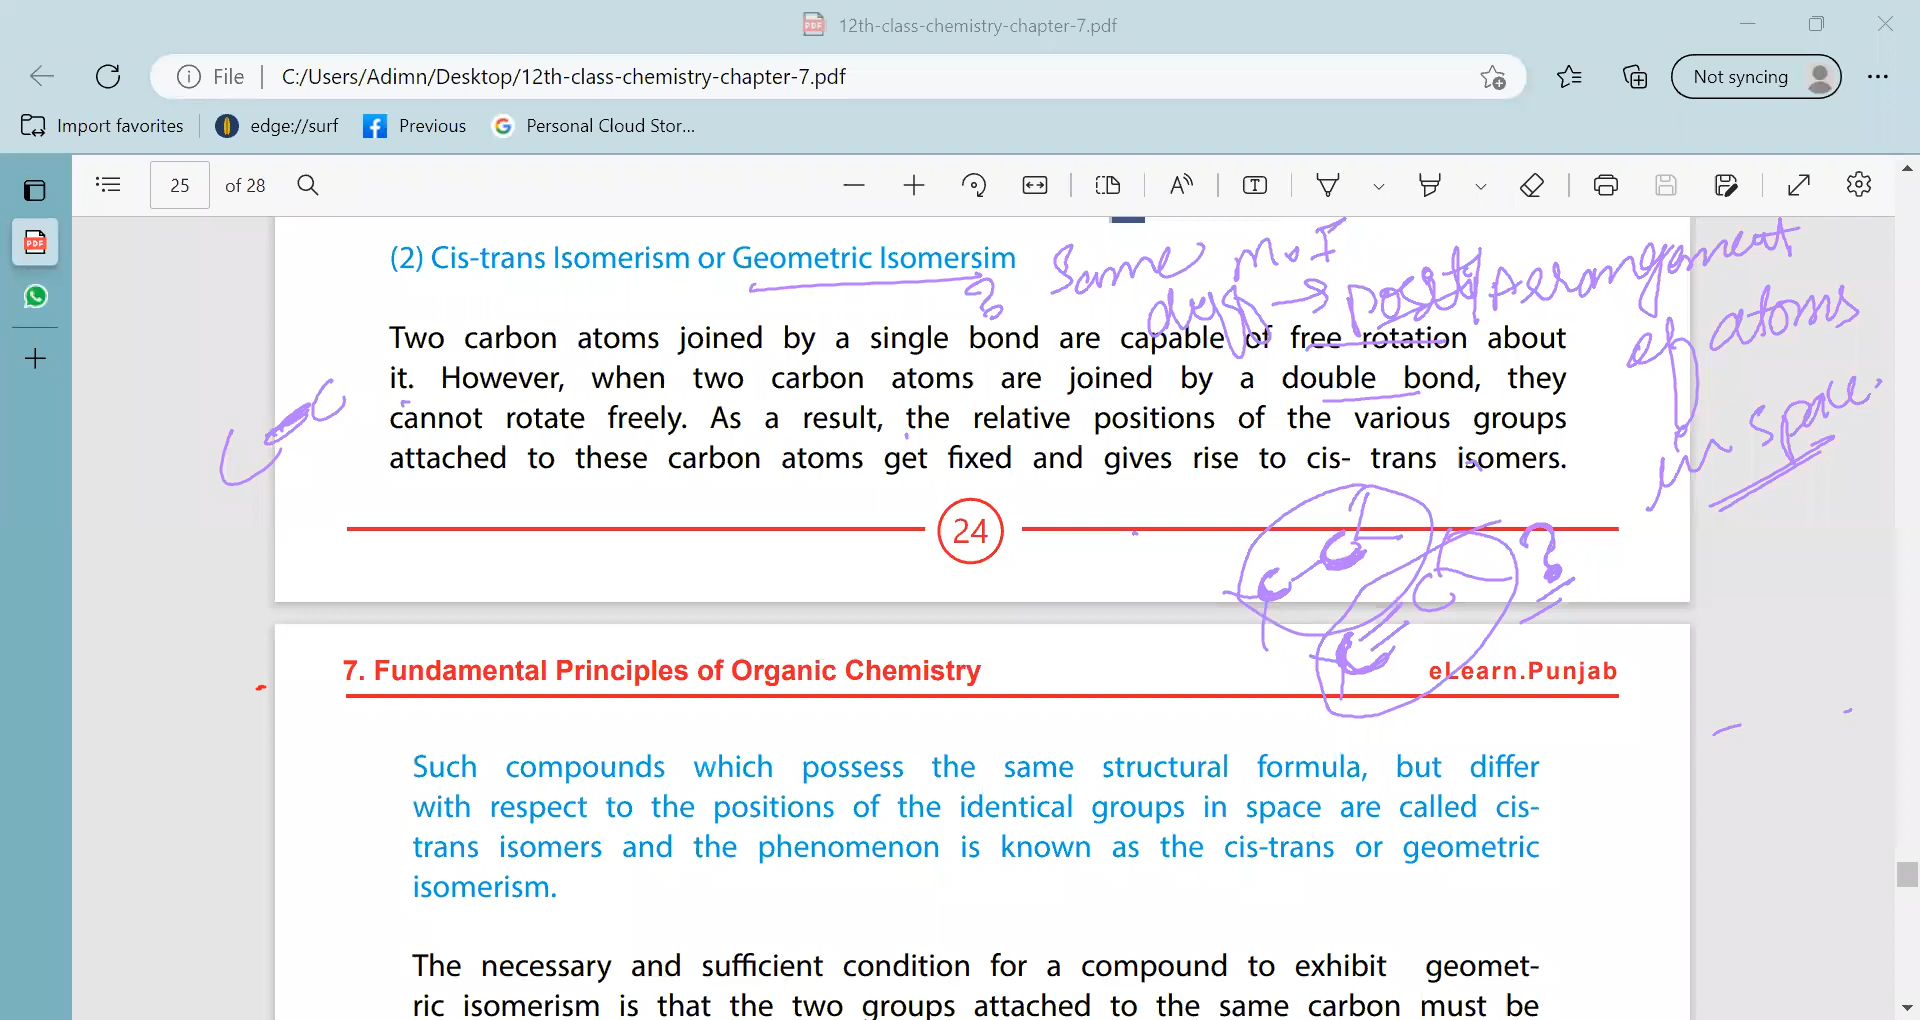 12th-class-chemistry-chapter-7.pdf
File C:/Users/Adimn/Desktop/12th-class-chemistry-chapter-7.pdf Not syncing
Import favorites edge://surf Previous Personal Cloud Stor...
25 of 28
(2) Cis-trans Isomerism or Geometric Isomersim
Same M.F
diff → posit/Arrangement
of atoms
in space.
Two carbon atoms joined by a single bond are capable of free rotation about
it. However, when two carbon atoms are joined by a double bond, they
cannot rotate freely. As a result, the relative positions of the various groups
attached to these carbon atoms get fixed and gives rise to cis- trans isomers.
C C
24
C C
C C ?
7. Fundamental Principles of Organic Chemistry eLearn.Punjab
Such compounds which possess the same structural formula, but differ
with respect to the positions of the identical groups in space are called cis-
trans isomers and the phenomenon is known as the cis-trans or geometric
isomerism.
The necessary and sufficient condition for a compound to exhibit geomet-
ric isomerism is that the two groups attached to the same carbon must be